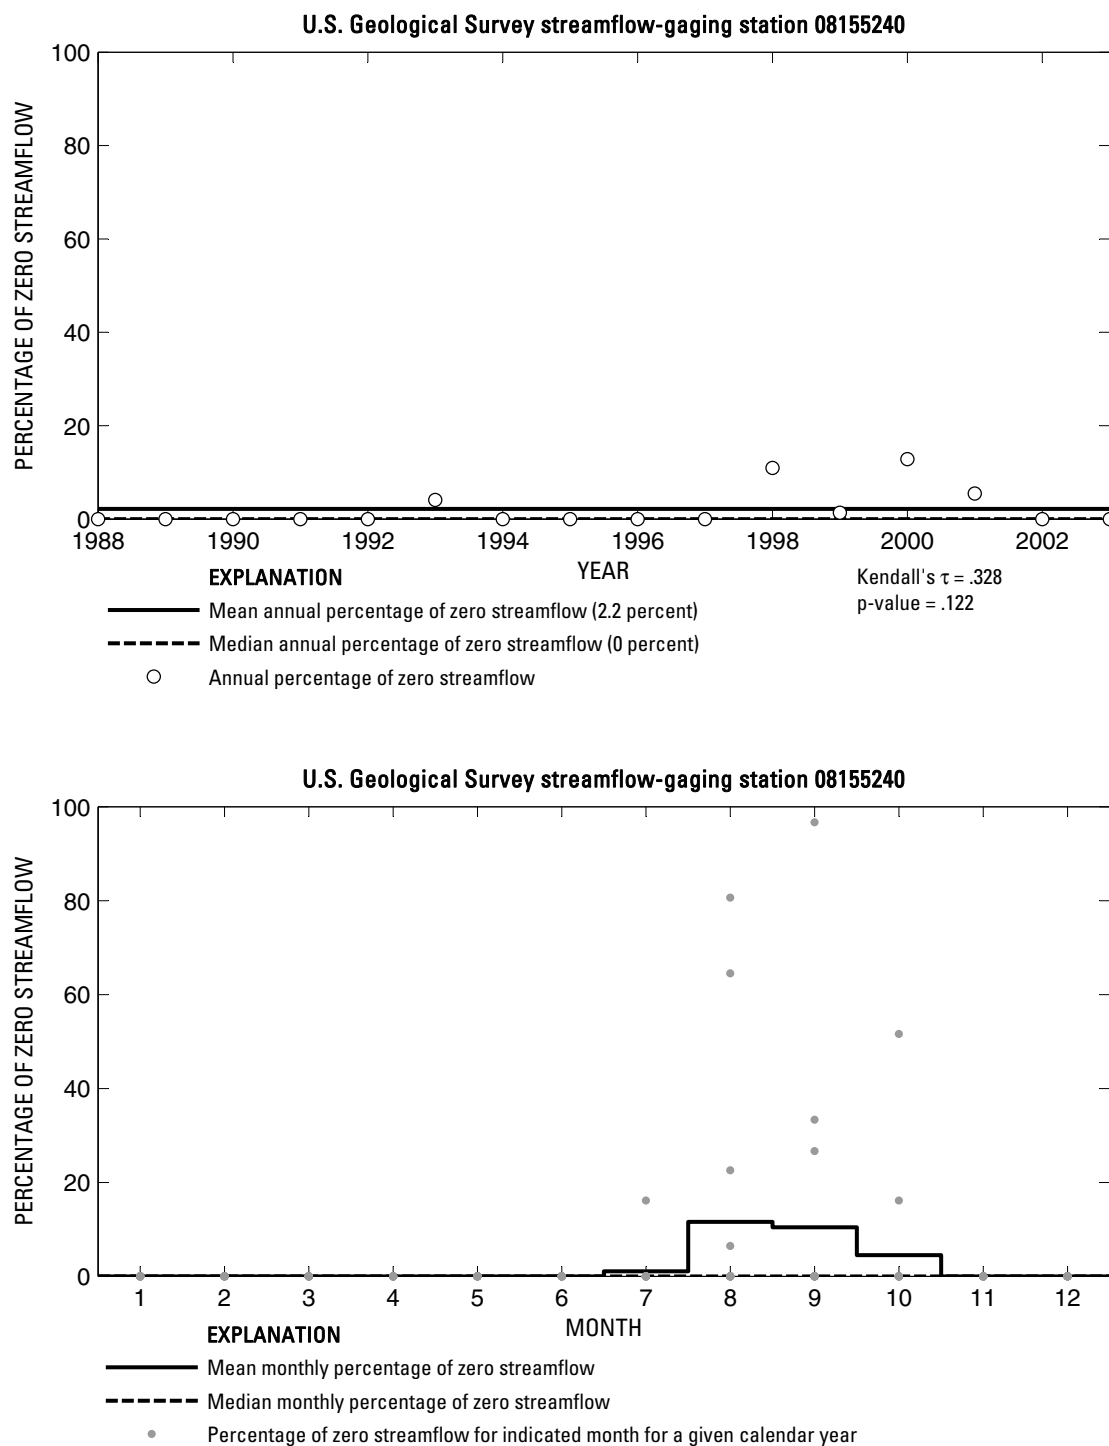 U.S. Geological Survey streamflow-gaging station 08155240
PERCENTAGE OF ZERO STREAMFLOW
100
80
60
40
20
0
1988 1990 1992 1994 1996 1998 2000 2002
YEAR
EXPLANATION
Mean annual percentage of zero streamflow (2.2 percent)
Median annual percentage of zero streamflow (0 percent)
Annual percentage of zero streamflow
Kendall's τ = .328
p-value = .122
U.S. Geological Survey streamflow-gaging station 08155240
PERCENTAGE OF ZERO STREAMFLOW
100
80
60
40
20
0
1 2 3 4 5 6 7 8 9 10 11 12
MONTH
EXPLANATION
Mean monthly percentage of zero streamflow
Median monthly percentage of zero streamflow
Percentage of zero streamflow for indicated month for a given calendar year